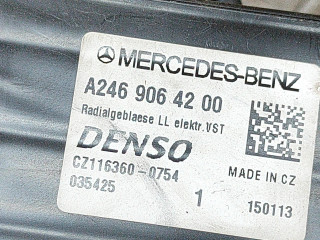 MERCEDES-BENZ
A246 906 42 00
Radialgeblaese LL elektr.VST
DENSO
CZ116360-0754 MADE IN CZ
035425 1 150113